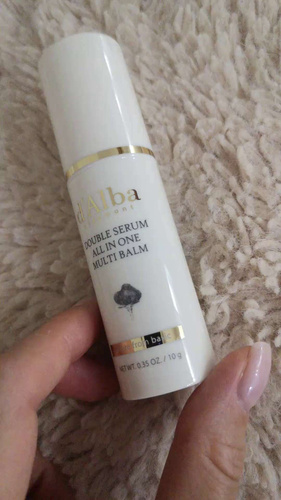 d'Alba
DOUBLE SERUM
ALL IN ONE
MULTI BALM
NET WT. 0.35 OZ. / 10 g